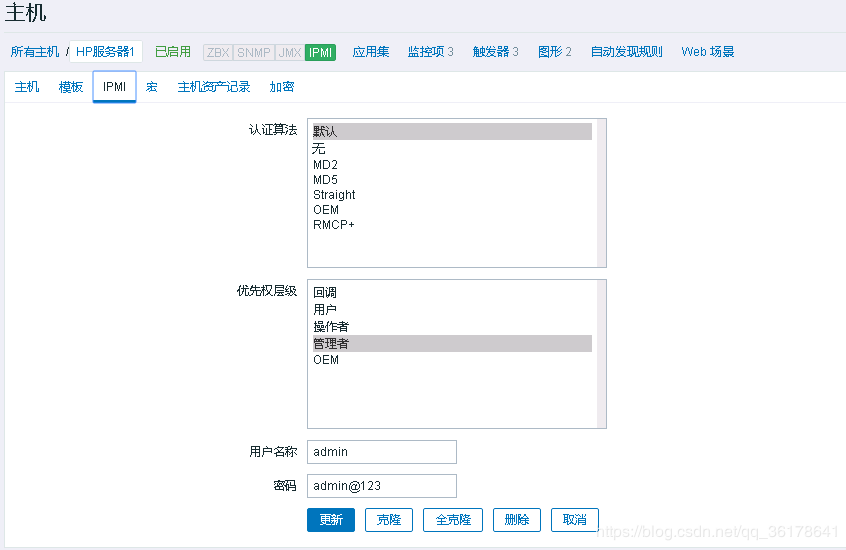 主机
所有主机 / HP服务器1 已启用 ZBX SNMP JMX IPMI 应用集 监控项 3 触发器 3 图形 2 自动发现规则 Web 场景
主机 模板 IPMI 宏 主机资产记录 加密
认证算法 默认
无
MD2
MD5
Straight
OEM
RMCP+
优先权层级 回调
用户
操作者
管理者
OEM
用户名称 admin
密码 admin@123
更新 克隆 全克隆 删除 取消
https://blog.csdn.net/qq_36178641